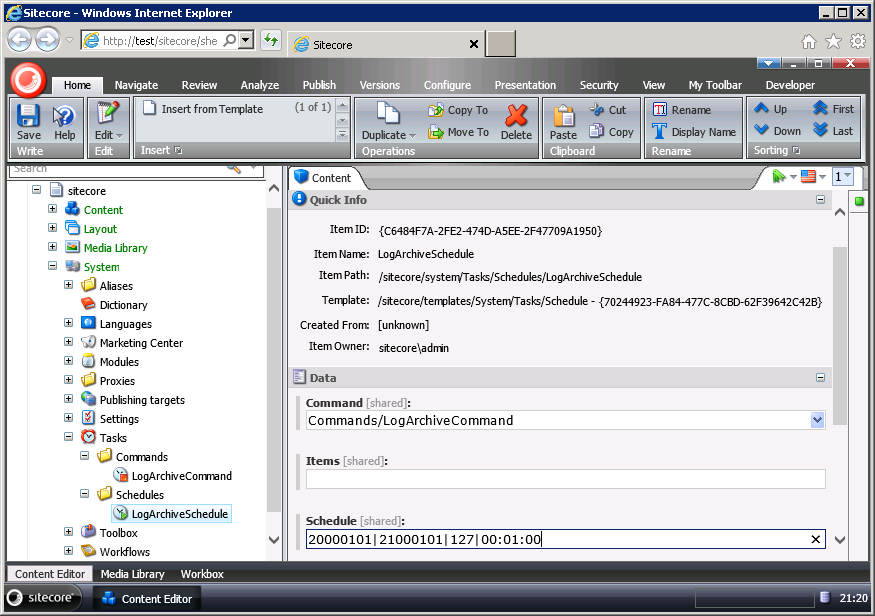 Sitecore - Windows Internet Explorer
http://test/sitecore/she
Sitecore
Home Navigate Review Analyze Publish Versions Configure Presentation Security View My Toolbar Developer
Save Help Edit Insert from Template (1 of 1) Duplicate Copy To Move To Delete Paste Cut Copy Rename Display Name Up Down First Last
Write Edit Insert Operations Clipboard Rename Sorting
Search
sitecore
Content
Layout
Media Library
System
Aliases
Dictionary
Languages
Marketing Center
Modules
Proxies
Publishing targets
Settings
Tasks
Commands
LogArchiveCommand
Schedules
LogArchiveSchedule
Toolbox
Workflows
Content 1
Quick Info
Item ID: {C6484F7A-2FE2-474D-A5EE-2F47709A1950}
Item Name: LogArchiveSchedule
Item Path: /sitecore/system/Tasks/Schedules/LogArchiveSchedule
Template: /sitecore/templates/System/Tasks/Schedule - {70244923-FA84-477C-8CBD-62F39642C42B}
Created From: [unknown]
Item Owner: sitecore\admin
Data
Command [shared]:
Commands/LogArchiveCommand
Items [shared]:
Schedule [shared]:
20000101|21000101|127|00:01:00
Content Editor Media Library Workbox
sitecore Content Editor 21:20